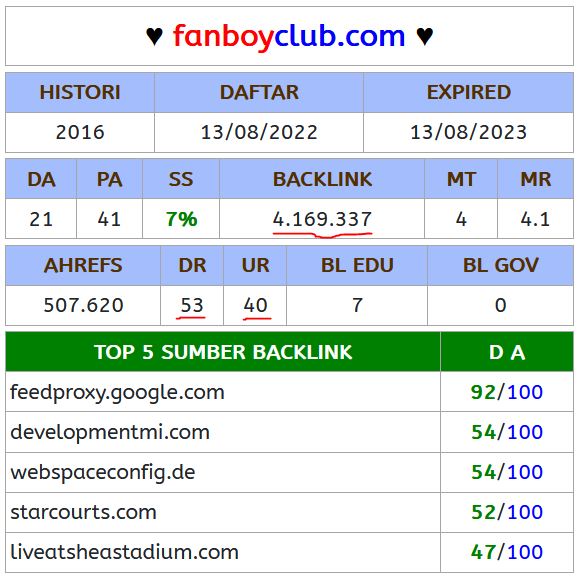 ♥ fanboyclub.com ♥
HISTORI DAFTAR EXPIRED
2016 13/08/2022 13/08/2023
DA PA SS BACKLINK MT MR
21 41 7% 4.169.337 4 4.1
AHREFS DR UR BL EDU BL GOV
507.620 53 40 7 0
TOP 5 SUMBER BACKLINK D A
feedproxy.google.com 92/100
developmentmi.com 54/100
webspaceconfig.de 54/100
starcourts.com 52/100
liveatsheastadium.com 47/100